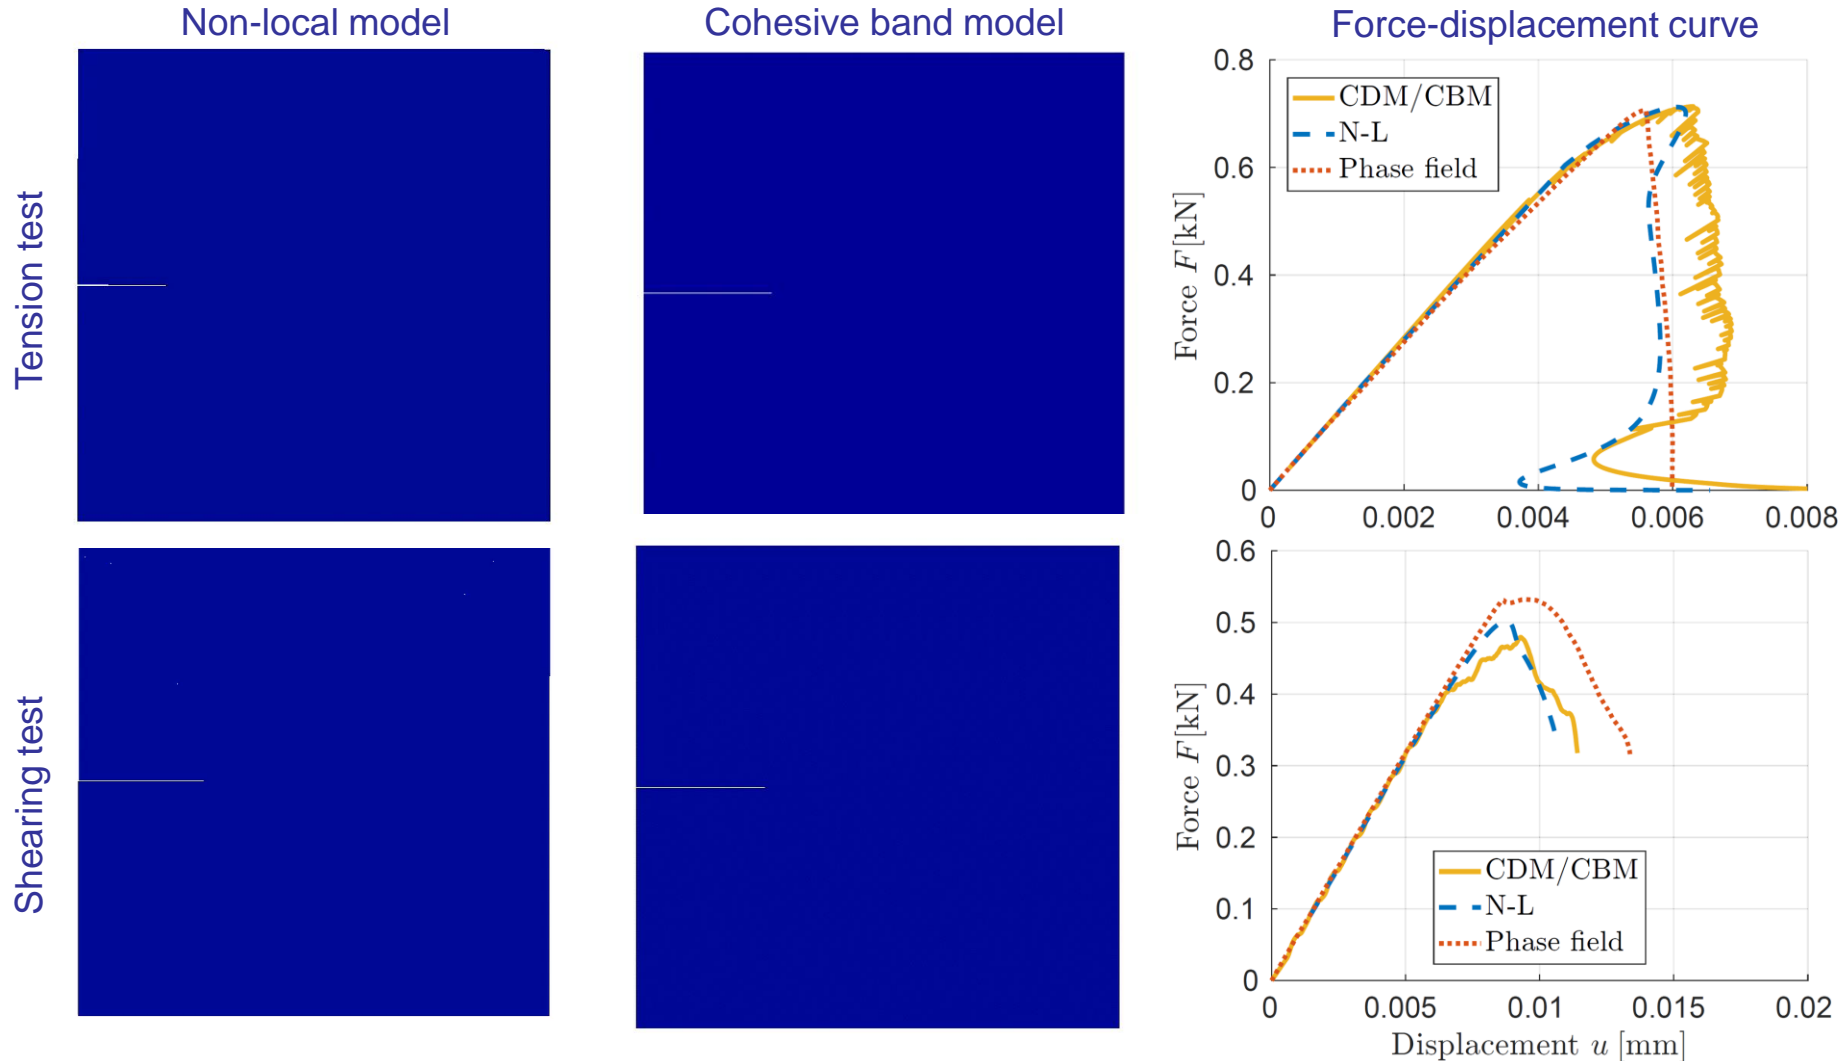 Non-local model
Cohesive band model
Force-displacement curve
Tension test
0.8
0.6
0.4
0.2
0
Force F[kN]
CDM/CBM
N-L
Phase field
0 0.002 0.004 0.006 0.008
Shearing test
0.6
0.5
0.4
0.3
0.2
0.1
0
Force F[kN]
CDM/CBM
N-L
Phase field
0 0.005 0.01 0.015 0.02
Displacement u [mm]